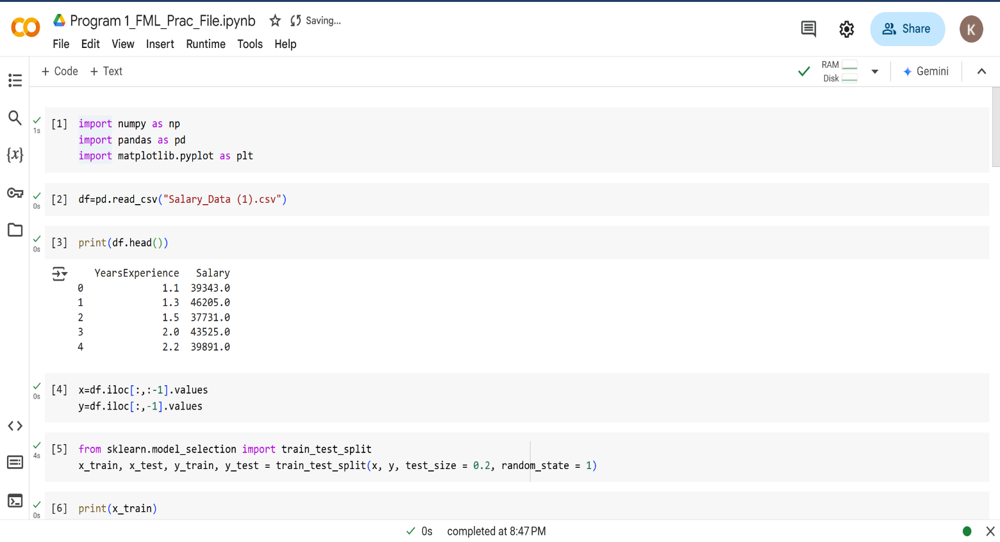 Program 1_FML_Prac_File.ipynb Saving...
File Edit View Insert Runtime Tools Help
Share
K
+ Code + Text
RAM
Disk
Gemini
[1] import numpy as np
1s
import pandas as pd
import matplotlib.pyplot as plt
[2] df=pd.read_csv("Salary_Data (1).csv")
0s
[3] print(df.head())
0s
YearsExperience Salary
0 1.1 39343.0
1 1.3 46205.0
2 1.5 37731.0
3 2.0 43525.0
4 2.2 39891.0
[4] x=df.iloc[:,:-1].values
0s
y=df.iloc[:,-1].values
[5] from sklearn.model_selection import train_test_split
4s
x_train, x_test, y_train, y_test = train_test_split(x, y, test_size = 0.2, random_state = 1)
[6] print(x_train)
0s
0s completed at 8:47 PM